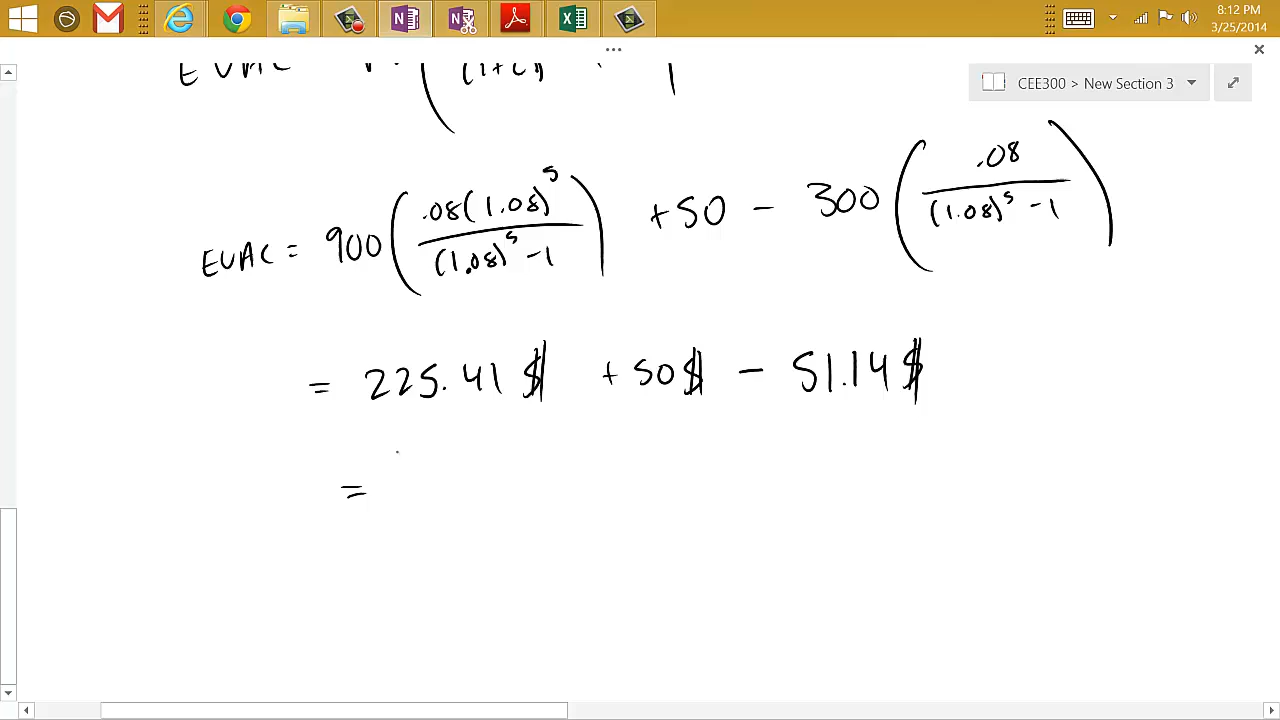 8:12 PM
3/25/2014
CEE300 > New Section 3
EUAC = 900 ( .08(1.08)^5 / (1.08)^5 - 1 ) + 50 - 300 ( .08 / (1.08)^5 - 1 )
= 225.41 $ + 50 $ - 51.14 $
=